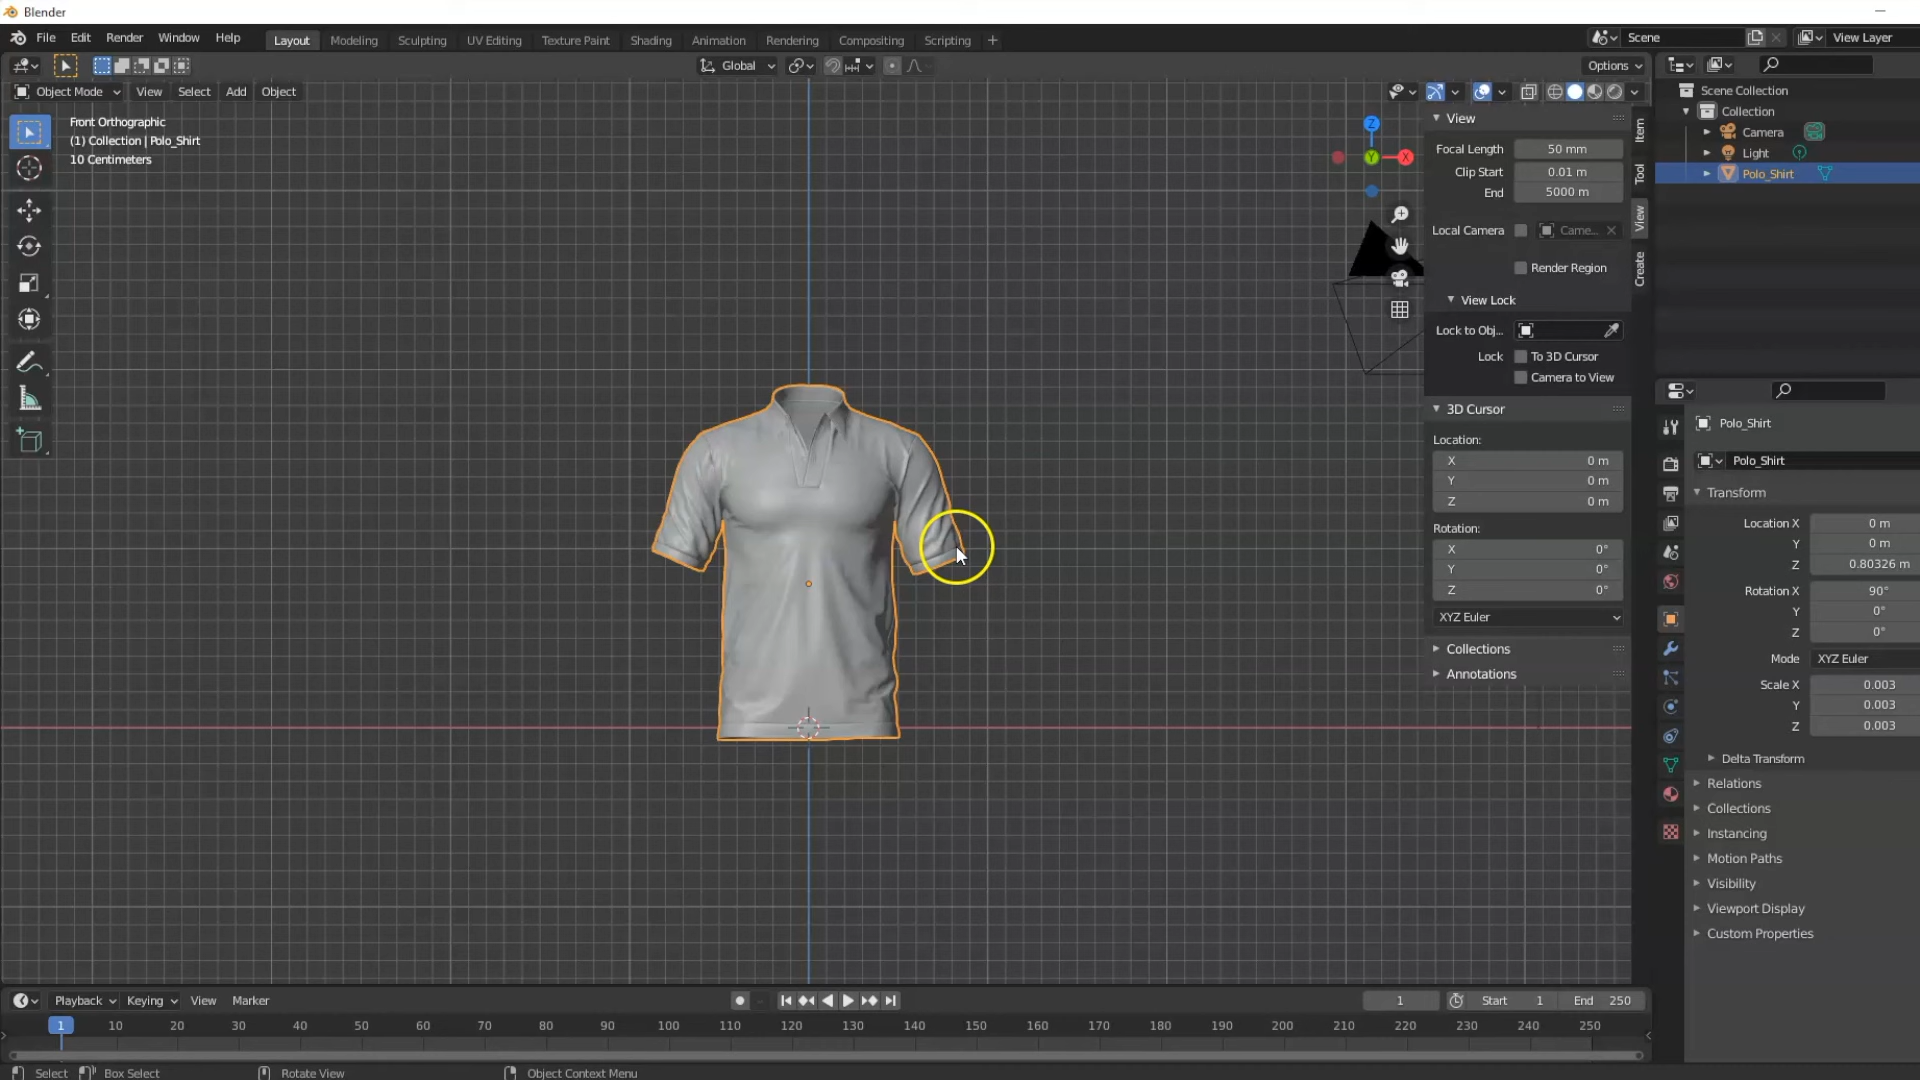 Blender
File Edit Render Window Help Layout Modeling Sculpting UV Editing Texture Paint Shading Animation Rendering Compositing Scripting + Scene View Layer
Global Options
Object Mode View Select Add Object
Front Orthographic
(1) Collection | Polo_Shirt
10 Centimeters
Z
Y
X
View
Focal Length 50 mm
Clip Start 0.01 m
End 5000 m
Local Camera Came...
Render Region
View Lock
Lock to Obj..
Lock To 3D Cursor
Camera to View
3D Cursor
Location:
X 0 m
Y 0 m
Z 0 m
Rotation:
X 0°
Y 0°
Z 0°
XYZ Euler
Collections
Annotations
Item
Tool
View
Create
Scene Collection
Collection
Camera
Light
Polo_Shirt
Polo_Shirt
Polo_Shirt
Transform
Location X 0 m
Y 0 m
Z 0.80326 m
Rotation X 90°
Y 0°
Z 0°
Mode XYZ Euler
Scale X 0.003
Y 0.003
Z 0.003
Delta Transform
Relations
Collections
Instancing
Motion Paths
Visibility
Viewport Display
Custom Properties
Playback Keying View Marker 1 Start 1 End 250
1 10 20 30 40 50 60 70 80 90 100 110 120 130 140 150 160 170 180 190 200 210 220 230 240 250
Select Box Select Rotate View Object Context Menu